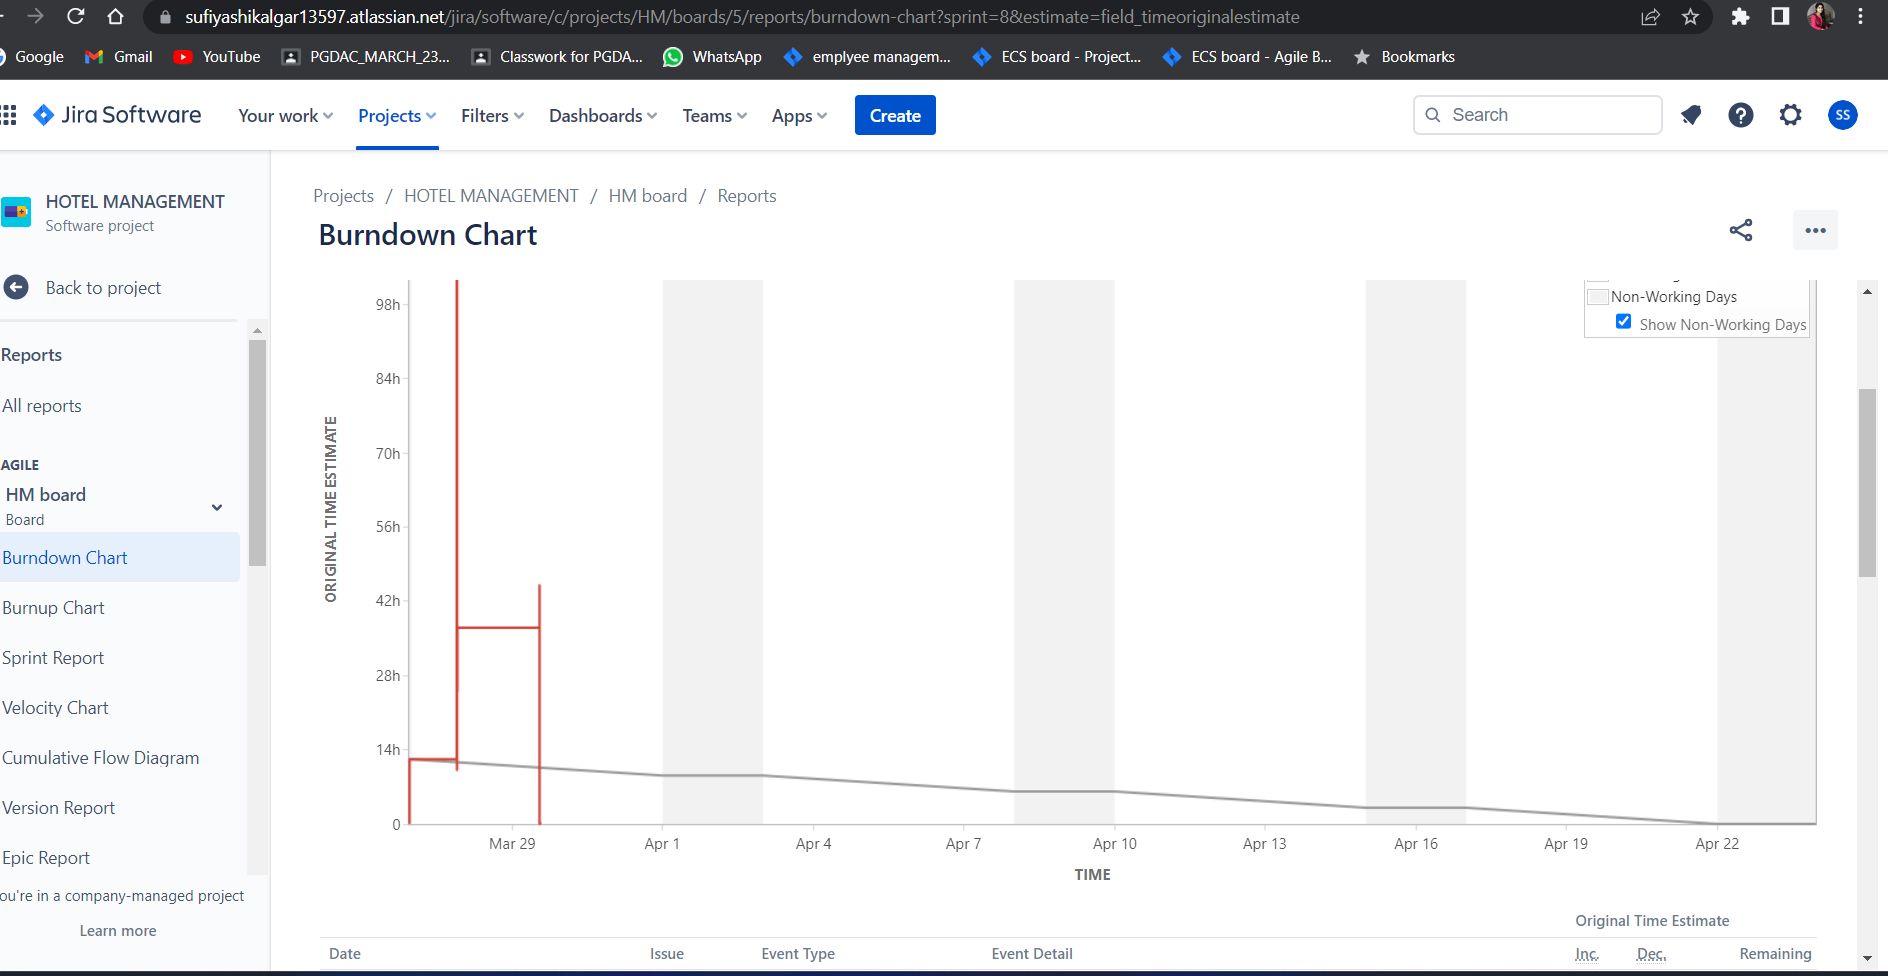 sufiyashikalgar13597.atlassian.net/jira/software/c/projects/HM/boards/5/reports/burndown-chart?sprint=8&estimate=field_timeoriginalestimate
Google Gmail YouTube PGDAC_MARCH_23... Classwork for PGDA... WhatsApp emplyee managem... ECS board - Project... ECS board - Agile B... Bookmarks
Jira Software Your work Projects Filters Dashboards Teams Apps Create Search SS
HOTEL MANAGEMENT
Software project
Back to project
Reports
All reports
AGILE
HM board
Board
Burndown Chart
Burnup Chart
Sprint Report
Velocity Chart
Cumulative Flow Diagram
Version Report
Epic Report
ou're in a company-managed project
Learn more
Projects / HOTEL MANAGEMENT / HM board / Reports
Burndown Chart
Non-Working Days
Show Non-Working Days
ORIGINAL TIME ESTIMATE
98h
84h
70h
56h
42h
28h
14h
0
Mar 29 Apr 1 Apr 4 Apr 7 Apr 10 Apr 13 Apr 16 Apr 19 Apr 22
TIME
Original Time Estimate
Date Issue Event Type Event Detail Inc. Dec. Remaining